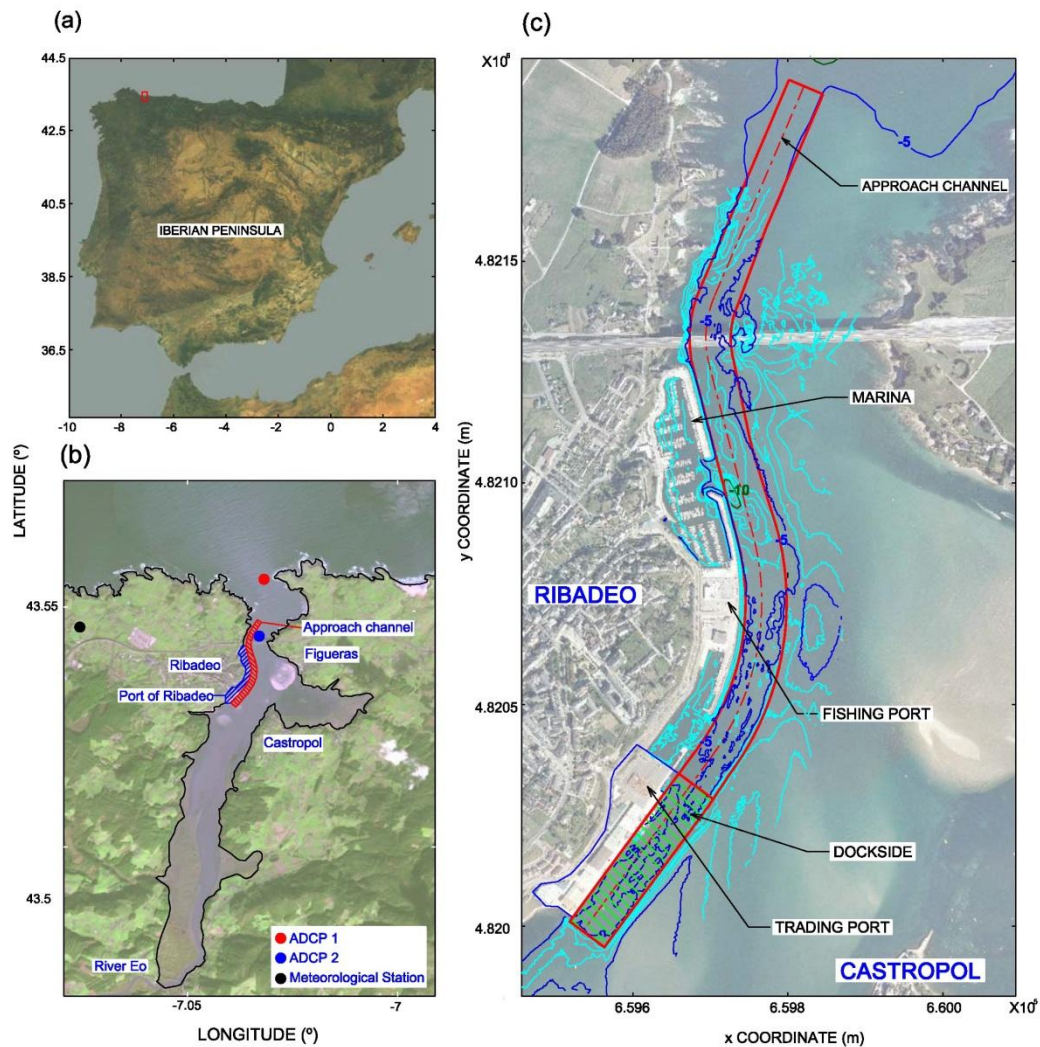 (a)
44.5
42.5
40.5
38.5
36.5
IBERIAN PENINSULA
-10 -8 -6 -4 -2 0 2 4
LATITUDE (º)
(b)
43.55
43.5
Approach channel
Ribadeo
Figueras
Port of Ribadeo
Castropol
River Eo
ADCP 1
ADCP 2
Meteorological Station
-7.05 -7
LONGITUDE (º)
(c)
X10⁶
4.8215
4.8210
4.8205
4.820
y COORDINATE (m)
-5
APPROACH CHANNEL
-5
MARINA
-10
-5
RIBADEO
FISHING PORT
-5
DOCKSIDE
TRADING PORT
CASTROPOL
6.596 6.598 6.600 X10⁵
x COORDINATE (m)